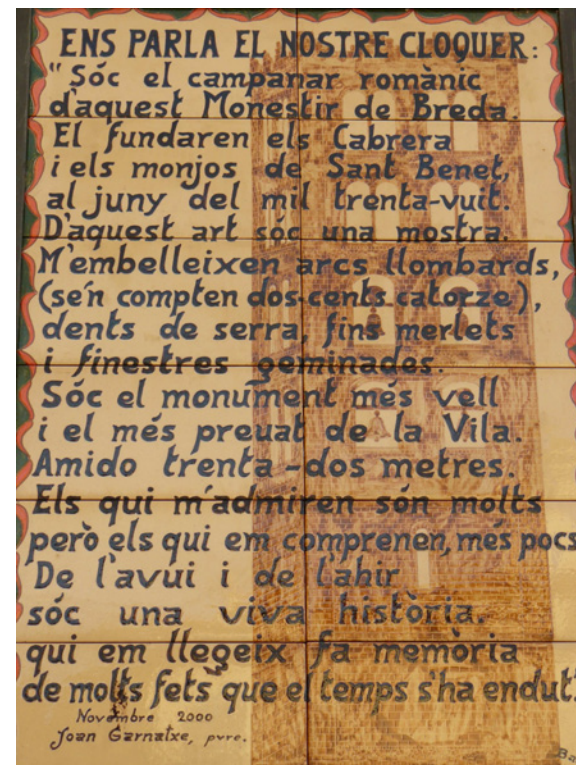 ENS PARLA EL NOSTRE CLOQUER:
"Sóc el campanar romànic
d'aquest Monestir de Breda.
El fundaren els Cabrera
i els monjos de Sant Benet,
al juny del mil trenta-vuit.
D'aquest art sóc una mostra.
M'embelleixen arcs llombards,
(se'n compten dos-cents catorze),
dents de serra, fins merlets
i finestres geminades.
Sóc el monument més vell
i el més preuat de la Vila.
Amido trenta-dos metres.
Els qui m'admiren són molts
però els qui em comprenen, més pocs
De l'avui i de l'ahir
sóc una viva història.
qui em llegeix fa memòria
de molts fets que el temps s'ha endut."
Novembre 2000
Joan Garnatxe, pvre.